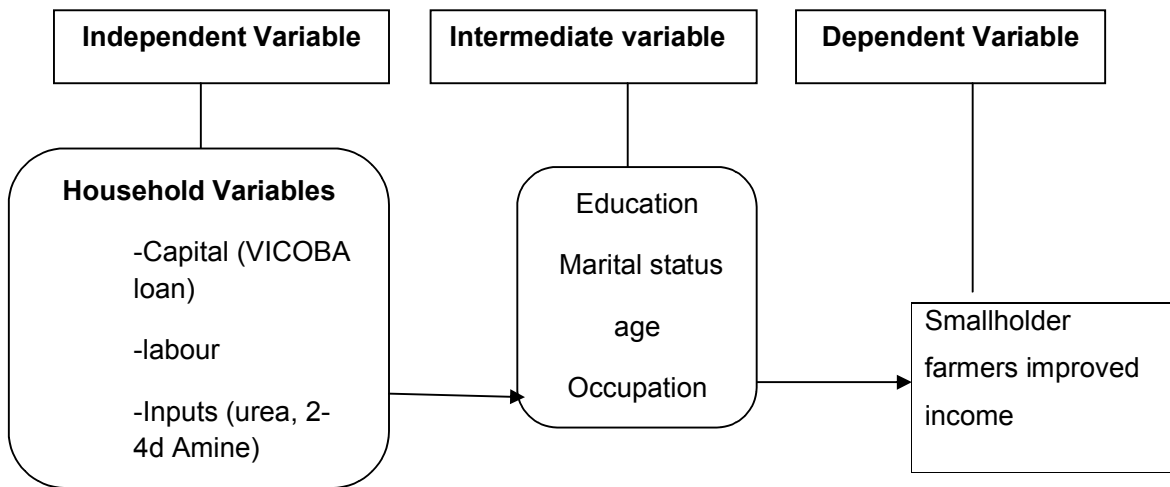 Independent Variable
Intermediate variable
Dependent Variable
Household Variables
-Capital (VICOBA
loan)
-labour
-Inputs (urea, 2-
4d Amine)
Education
Marital status
age
Occupation
Smallholder
farmers improved
income